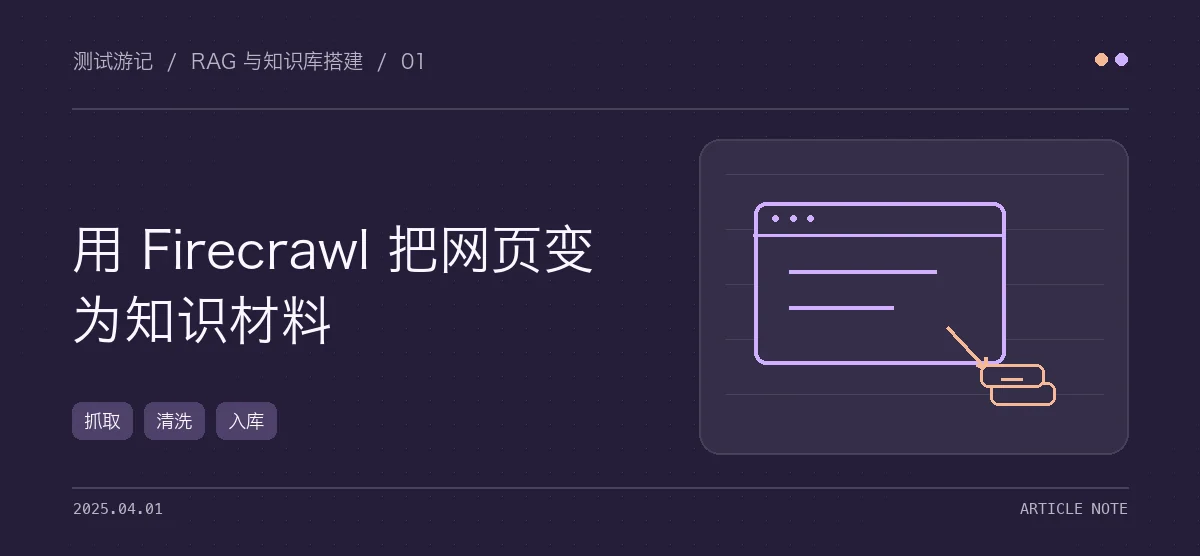 测试游记 / RAG 与知识库搭建 / 01
用 Firecrawl 把网页变
为知识材料
抓取 清洗 入库
2025.04.01 ARTICLE NOTE